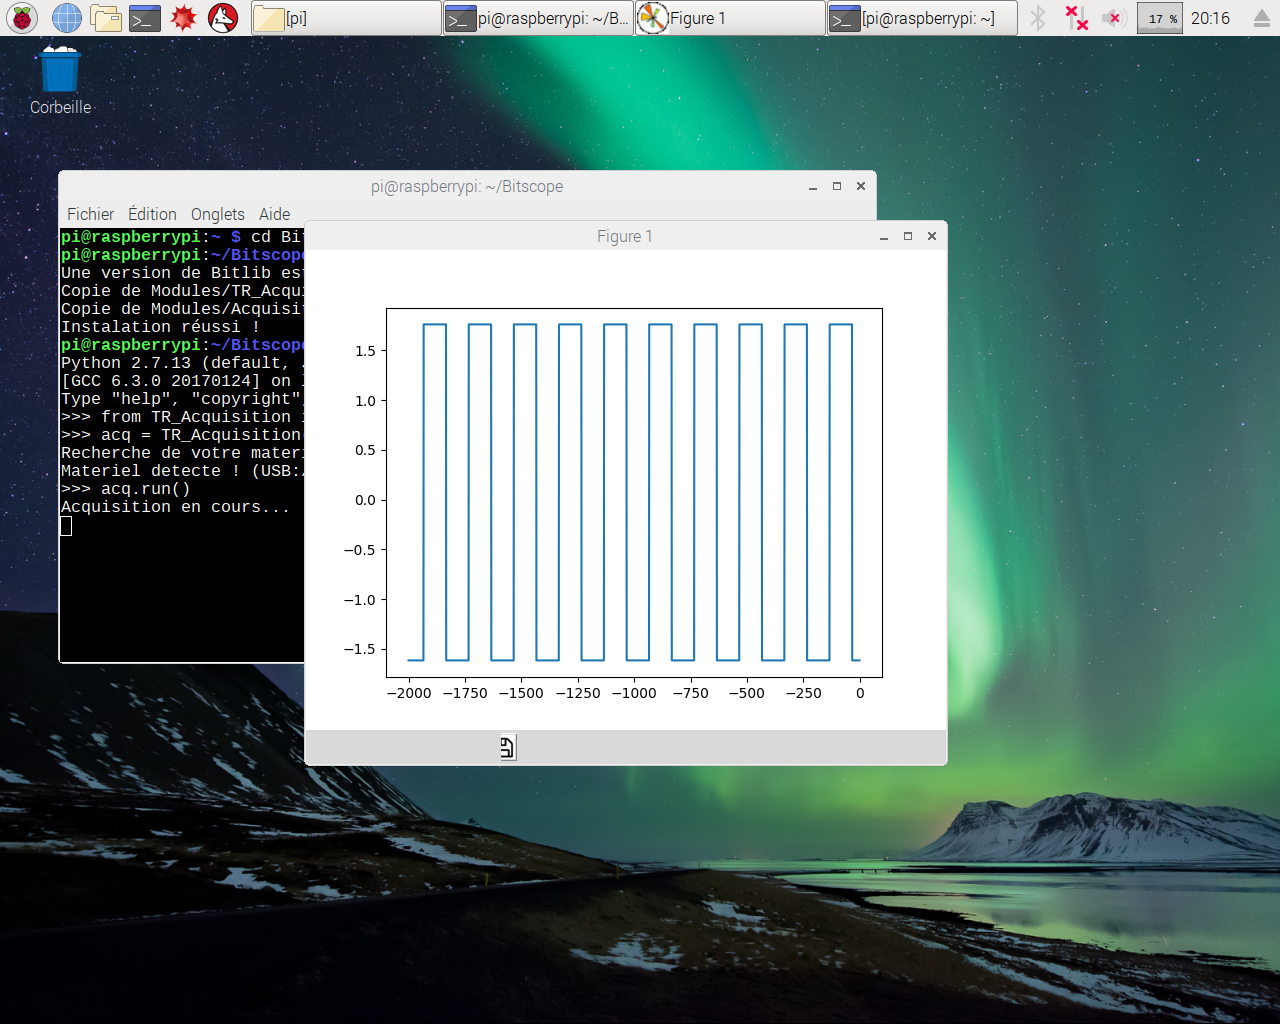 [pi]
pi@raspberrypi: ~/B...
Figure 1
[pi@raspberrypi: ~]
17 %
20:16
Corbeille
pi@raspberrypi: ~/Bitscope
Fichier Édition Onglets Aide
pi@raspberrypi:~ $ cd Bi
pi@raspberrypi:~/Bitscope
Une version de Bitlib es
Copie de Modules/TR_Acqu
Copie de Modules/Acquisi
Instalation réussi !
pi@raspberrypi:~/Bitscope
Python 2.7.13 (default,
[GCC 6.3.0 20170124] on
Type "help", "copyright"
>>> from TR_Acquisition
>>> acq = TR_Acquisition
Recherche de votre mater
Materiel detecte ! (USB:
>>> acq.run()
Acquisition en cours...
Figure 1
1.5
1.0
0.5
0.0
−0.5
−1.0
−1.5
−2000 −1750 −1500 −1250 −1000 −750 −500 −250 0